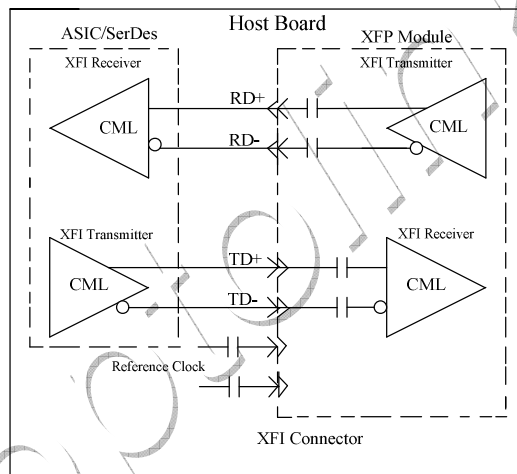 Host Board
ASIC/SerDes
XFP Module
XFI Receiver
XFI Transmitter
RD+
CML
CML
RD-
XFI Transmitter
XFI Receiver
TD+
CML
CML
TD-
Reference Clock
XFI Connector